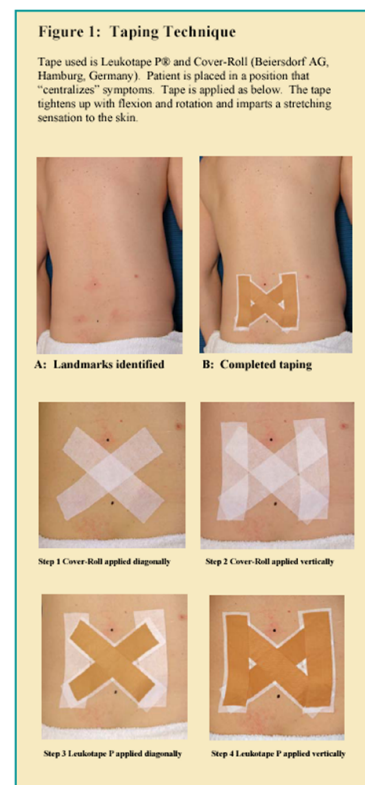 Figure 1:  Taping Technique
Tape used is Leukotape P® and Cover-Roll (Beiersdorf AG,
Hamburg, Germany).  Patient is placed in a position that
“centralizes” symptoms.  Tape is applied as below.  The tape
tightens up with flexion and rotation and imparts a stretching
sensation to the skin.
A:  Landmarks identified
B:  Completed taping
Step 1 Cover-Roll applied diagonally
Step 2 Cover-Roll applied vertically
Step 3 Leukotape P applied diagonally
Step 4 Leukotape P applied vertically